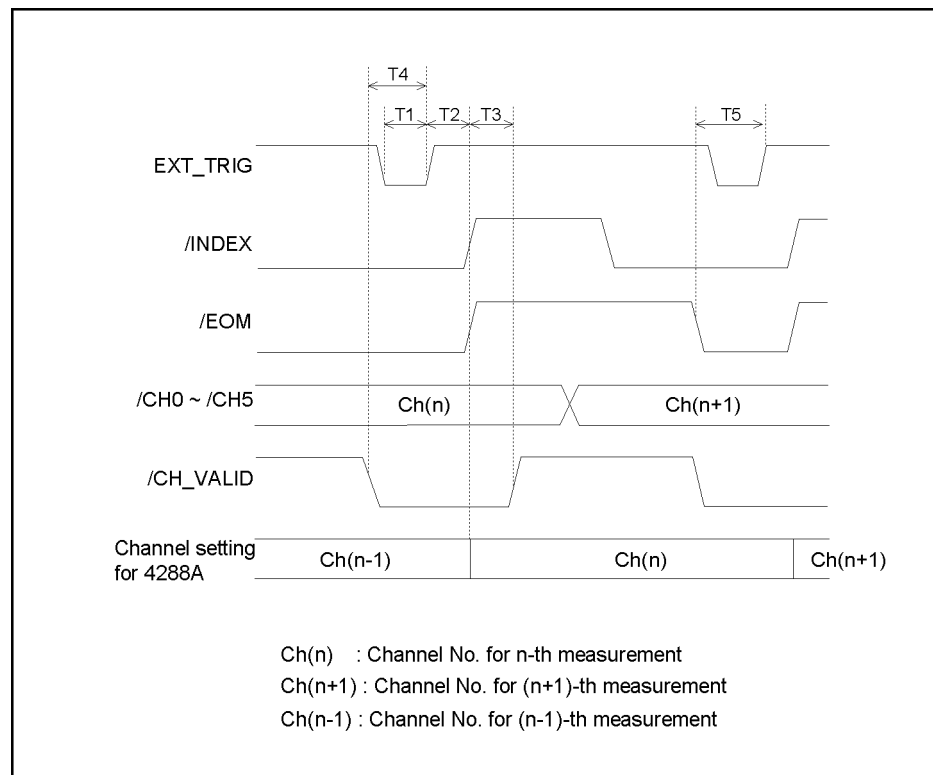 T4
T1 T2 T3 T5
EXT_TRIG
/INDEX
/EOM
/CH0 ~ /CH5 Ch(n) Ch(n+1)
/CH_VALID
Channel setting
for 4288A
Ch(n-1) Ch(n) Ch(n+1)
Ch(n) : Channel No. for n-th measurement
Ch(n+1) : Channel No. for (n+1)-th measurement
Ch(n-1) : Channel No. for (n-1)-th measurement